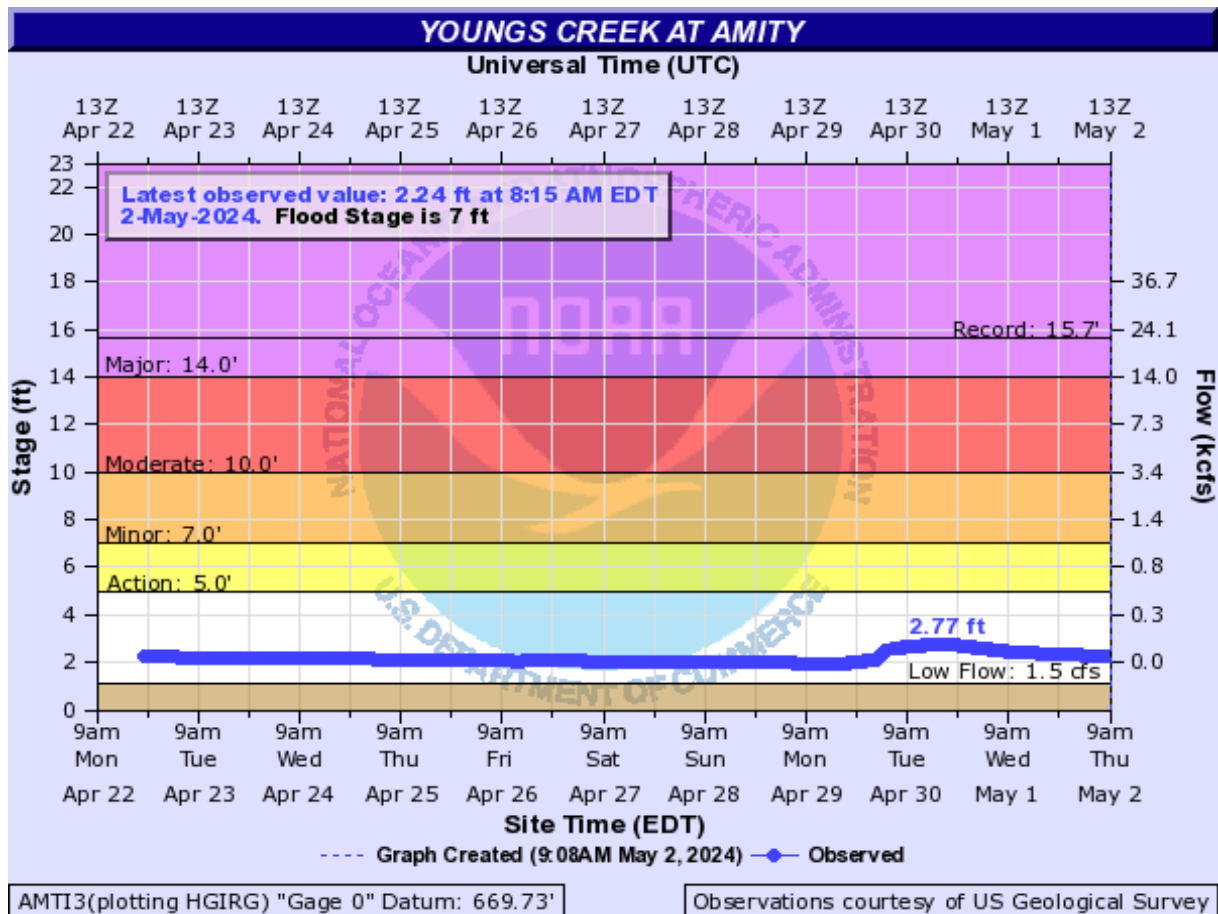 YOUNGS CREEK AT AMITY
Universal Time (UTC)
13Z 13Z 13Z 13Z 13Z 13Z 13Z 13Z 13Z 13Z 13Z
Apr 22 Apr 23 Apr 24 Apr 25 Apr 26 Apr 27 Apr 28 Apr 29 Apr 30 May 1 May 2
Latest observed value: 2.24 ft at 8:15 AM EDT
2-May-2024. Flood Stage is 7 ft
NATIONAL OCEANIC AND ATMOSPHERIC ADMINISTRATION
NOAA
U.S. DEPARTMENT OF COMMERCE
Stage (ft)
23
22
20
18
16
14
12
10
8
6
4
2
0
Record: 15.7'
Major: 14.0'
Moderate: 10.0'
Minor: 7.0'
Action: 5.0'
2.77 ft
Low Flow: 1.5 cfs
36.7
24.1
14.0
7.3
3.4
1.4
0.8
0.3
0.0
Flow (kcfs)
9am 9am 9am 9am 9am 9am 9am 9am 9am 9am 9am
Mon Tue Wed Thu Fri Sat Sun Mon Tue Wed Thu
Apr 22 Apr 23 Apr 24 Apr 25 Apr 26 Apr 27 Apr 28 Apr 29 Apr 30 May 1 May 2
Site Time (EDT)
Graph Created (9:08AM May 2, 2024) Observed
AMTI3(plotting HGIRG) "Gage 0" Datum: 669.73'
Observations courtesy of US Geological Survey